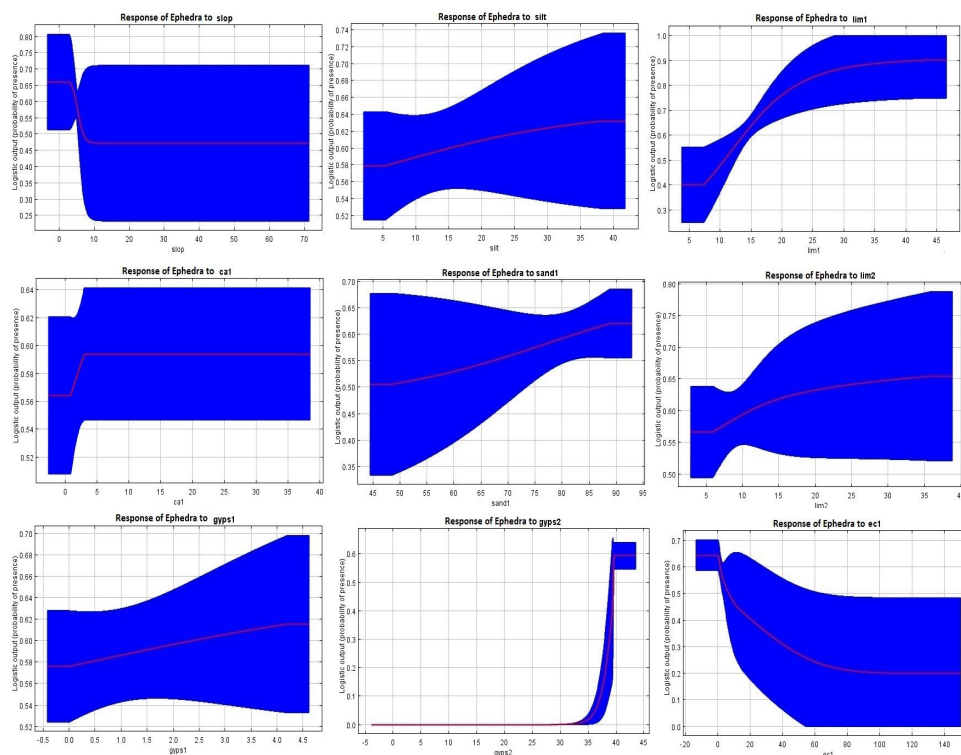 Response of Ephedra to slop
Logistic output (probability of presence)
0.80
0.75
0.70
0.65
0.60
0.55
0.50
0.45
0.40
0.35
0.30
0.25
0 10 20 30 40 50 60 70
slop
Response of Ephedra to silt
Logistic output (probability of presence)
0.74
0.72
0.70
0.68
0.66
0.64
0.62
0.60
0.58
0.56
0.54
0.52
5 10 15 20 25 30 35 40
silt
Response of Ephedra to lim1
Logistic output (probability of presence)
1.0
0.9
0.8
0.7
0.6
0.5
0.4
0.3
5 10 15 20 25 30 35 40 45
lim1
Response of Ephedra to ca1
Logistic output (probability of presence)
0.64
0.62
0.60
0.58
0.56
0.54
0.52
0 5 10 15 20 25 30 35 40
ca1
Response of Ephedra to sand1
Logistic output (probability of presence)
0.70
0.65
0.60
0.55
0.50
0.45
0.40
0.35
45 50 55 60 65 70 75 80 85 90 95
sand1
Response of Ephedra to lim2
Logistic output (probability of presence)
0.80
0.75
0.70
0.65
0.60
0.55
0.50
5 10 15 20 25 30 35 40
lim2
Response of Ephedra to gyps1
Logistic output (probability of presence)
0.70
0.68
0.66
0.64
0.62
0.60
0.58
0.56
0.54
0.52
-0.5 0.0 0.5 1.0 1.5 2.0 2.5 3.0 3.5 4.0 4.5
gyps1
Response of Ephedra to gyps2
Logistic output (probability of presence)
0.6
0.5
0.4
0.3
0.2
0.1
0.0
-5 0 5 10 15 20 25 30 35 40 45
gyps2
Response of Ephedra to ec1
Logistic output (probability of presence)
0.7
0.6
0.5
0.4
0.3
0.2
0.1
0.0
-20 0 20 40 60 80 100 120 140
ec1